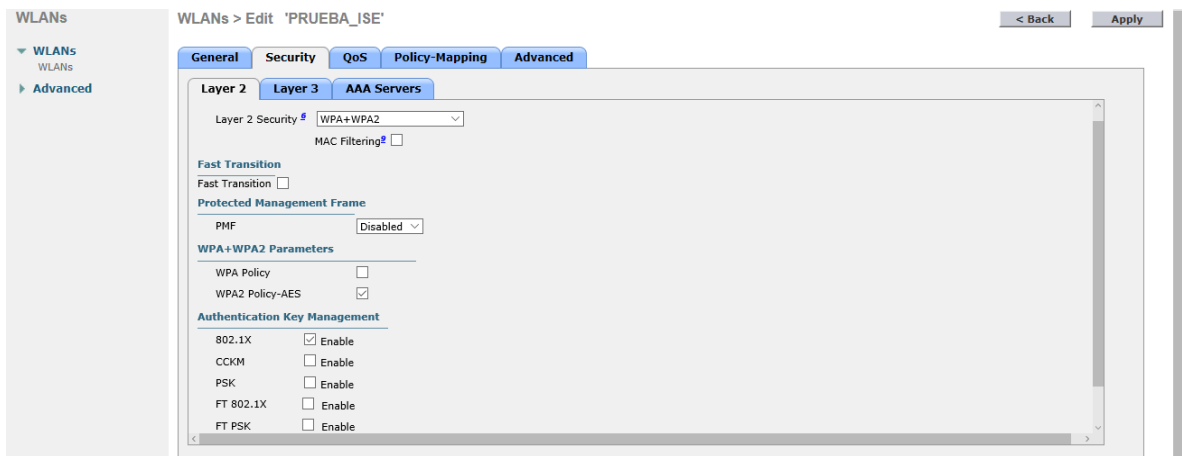 WLANs
WLANs > Edit 'PRUEBA_ISE'
< Back
Apply
WLANs
WLANs
Advanced
General
Security
QoS
Policy-Mapping
Advanced
Layer 2
Layer 3
AAA Servers
Layer 2 Security 6 WPA+WPA2
MAC Filtering9
Fast Transition
Fast Transition
Protected Management Frame
PMF Disabled
WPA+WPA2 Parameters
WPA Policy
WPA2 Policy-AES
Authentication Key Management
802.1X Enable
CCKM Enable
PSK Enable
FT 802.1X Enable
FT PSK Enable